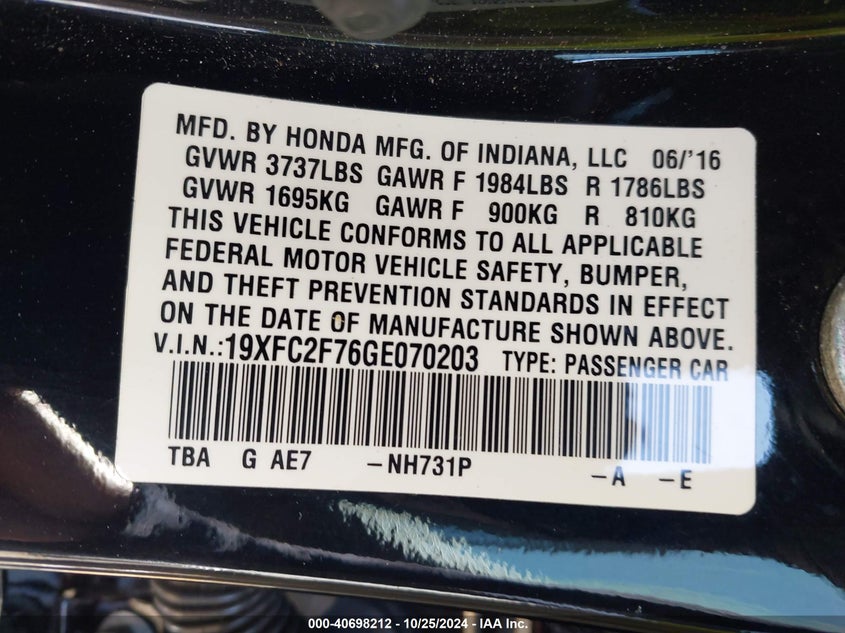 MFD. BY HONDA MFG. OF INDIANA, LLC 06/'16
GVWR 3737LBS GAWR F 1984LBS R 1786LBS
GVWR 1695KG GAWR F 900KG R 810KG
THIS VEHICLE CONFORMS TO ALL APPLICABLE
FEDERAL MOTOR VEHICLE SAFETY, BUMPER,
AND THEFT PREVENTION STANDARDS IN EFFECT
ON THE DATE OF MANUFACTURE SHOWN ABOVE.
V.I.N.:19XFC2F76GE070203 TYPE: PASSENGER CAR
TBA G AE7 -NH731P -A -E
000-40698212 - 10/25/2024 - IAA Inc.